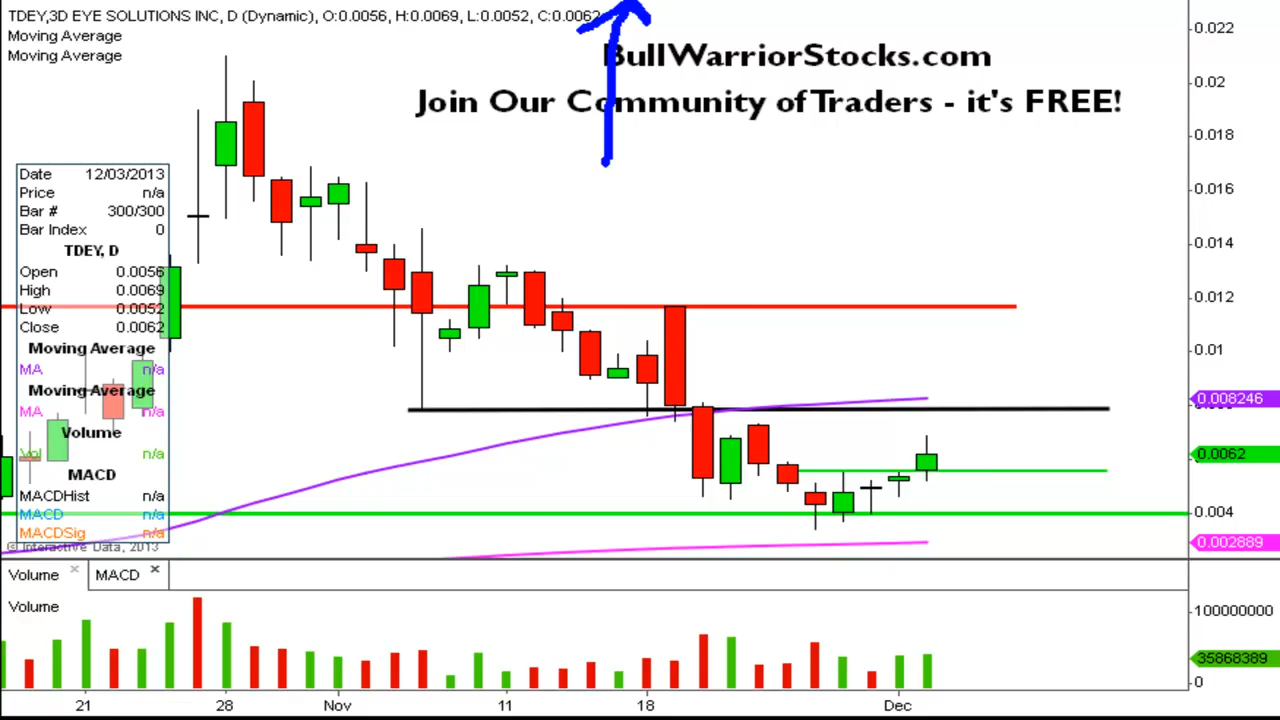 TDEY,3D EYE SOLUTIONS INC, D (Dynamic), O:0.0056, H:0.0069, L:0.0052, C:0.0062
Moving Average
Moving Average
BullWarriorStocks.com
Join Our Community of Traders - it's FREE!
0.022
0.02
0.018
0.016
0.014
0.012
0.01
0.008246
0.0062
0.004
0.002889
Date 12/03/2013
Price n/a
Bar # 300/300
Bar Index 0
TDEY, D
Open 0.0056
High 0.0069
Low 0.0052
Close 0.0062
Moving Average
MA n/a
Moving Average
MA n/a
Volume
Vol n/a
MACD
MACDHist n/a
MACD n/a
MACDSig n/a
© Interactive Data, 2013
Volume × MACD ×
Volume
100000000
35868389
0
21 28 Nov 11 18 Dec